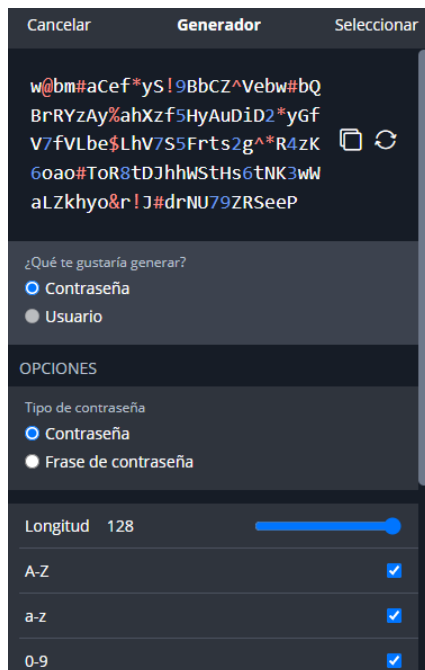 Cancelar Generador Seleccionar
w@bm#aCef*yS!9BbCZ^Vebw#bQ
BrRYzAy%ahXzf5HyAuDiD2*yGf
V7fVLbe$LhV7S5Frts2g^*R4zK
6oao#ToR8tDJhhWStHs6tNK3wW
aLZkhyo&r!J#drNU79ZRSeeP
¿Qué te gustaría generar?
Contraseña
Usuario
OPCIONES
Tipo de contraseña
Contraseña
Frase de contraseña
Longitud 128
A-Z
a-z
0-9